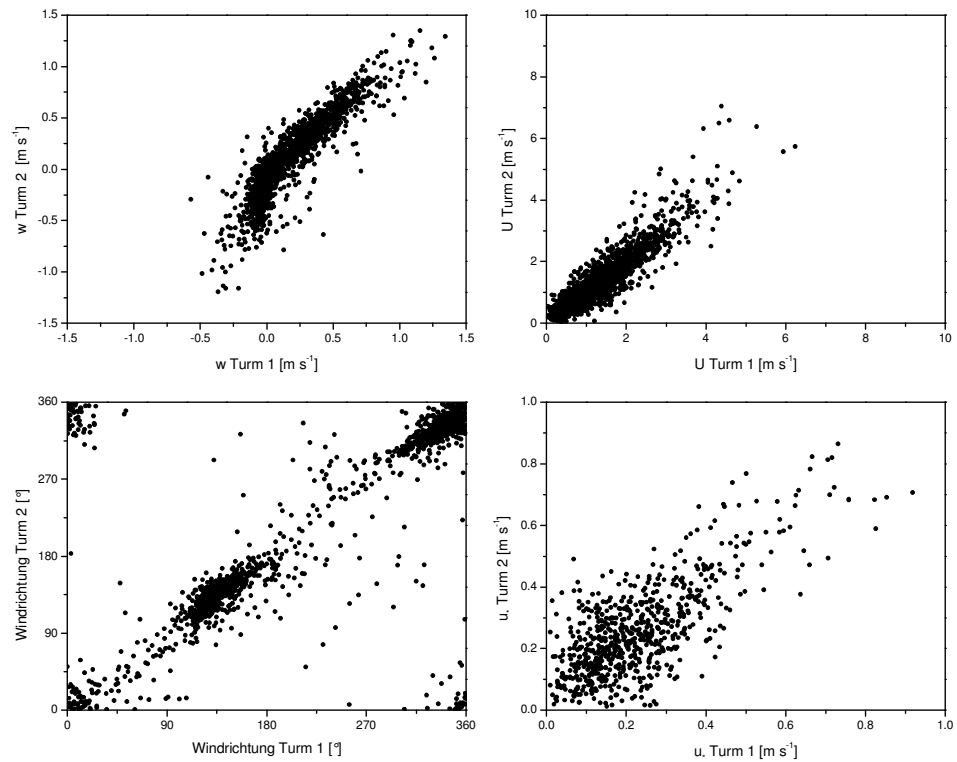 1.5
1.0
0.5
0.0
-0.5
-1.0
-1.5
w Turm 2 [m s⁻¹]
-1.5 -1.0 -0.5 0.0 0.5 1.0 1.5
w Turm 1 [m s⁻¹]
10
8
6
4
2
0
U Turm 2 [m s⁻¹]
0 2 4 6 8 10
U Turm 1 [m s⁻¹]
360
270
180
90
0
Windrichtung Turm 2 [°]
0 90 180 270 360
Windrichtung Turm 1 [°]
1.0
0.8
0.6
0.4
0.2
0.0
u* Turm 2 [m s⁻¹]
0.0 0.2 0.4 0.6 0.8 1.0
u* Turm 1 [m s⁻¹]